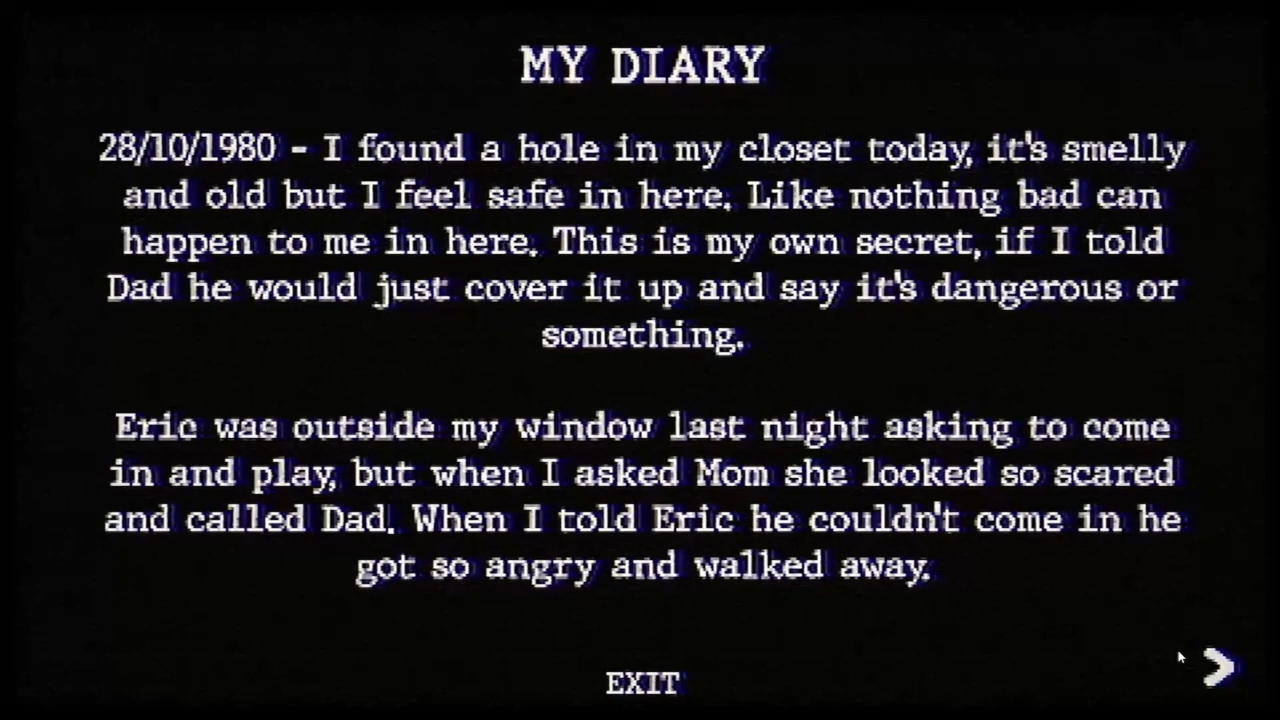 MY DIARY
28/10/1980 - I found a hole in my closet today, it's smelly
and old but I feel safe in here. Like nothing bad can
happen to me in here. This is my own secret, if I told
Dad he would just cover it up and say it's dangerous or
something.
Eric was outside my window last night asking to come
in and play, but when I asked Mom she looked so scared
and called Dad. When I told Eric he couldn't come in he
got so angry and walked away.
EXIT